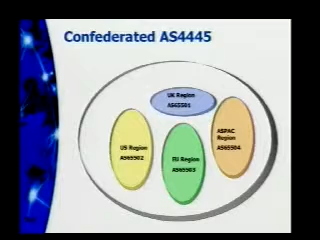 Confederated AS4445
UK Region
AS65501
US Region
AS65502
EU Region
AS65503
ASPAC
Region
AS65504